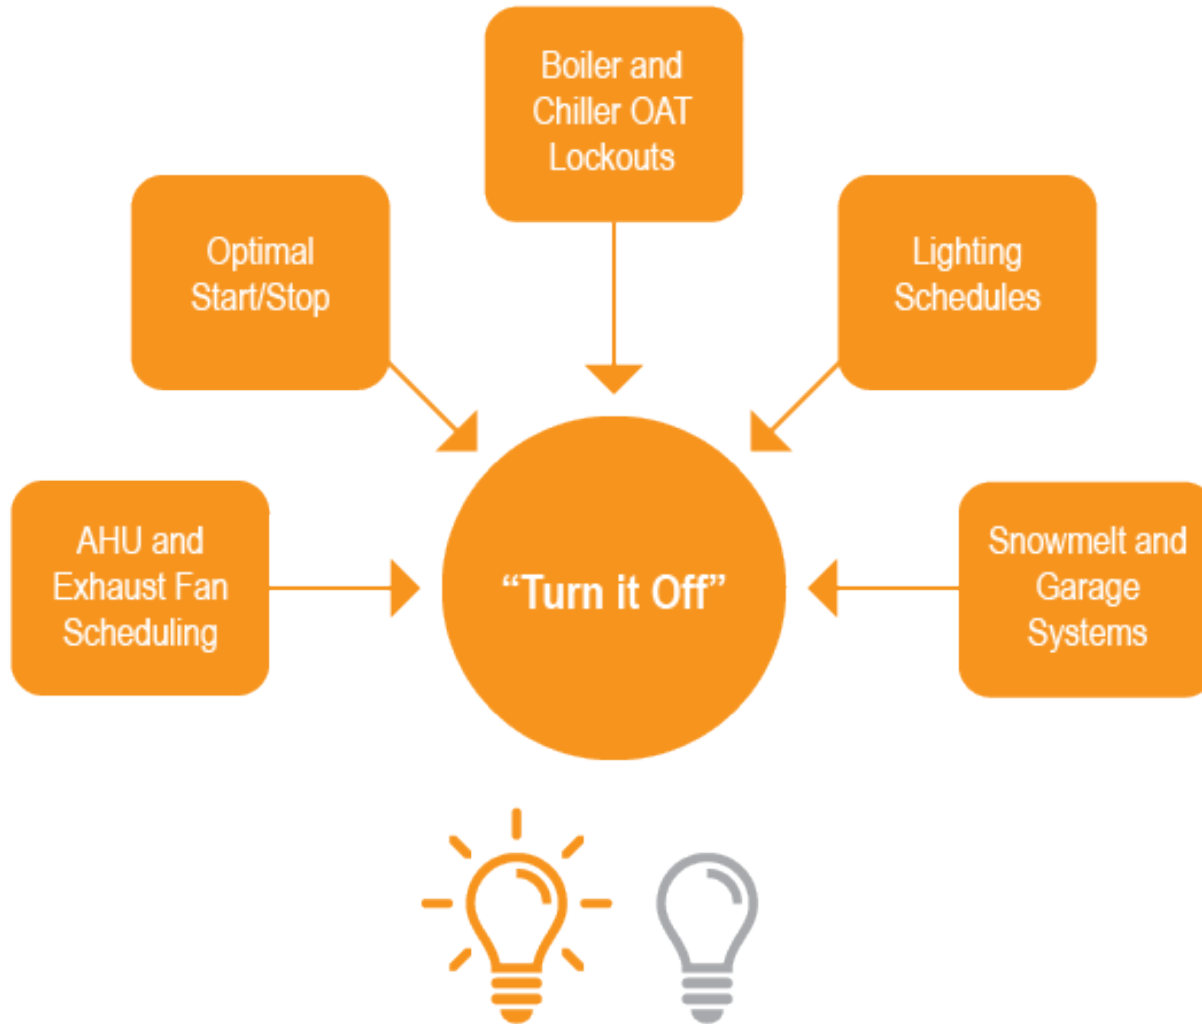 Boiler and
Chiller OAT
Lockouts
Optimal
Start/Stop
Lighting
Schedules
AHU and
Exhaust Fan
Scheduling
“Turn it Off”
Snowmelt and
Garage
Systems